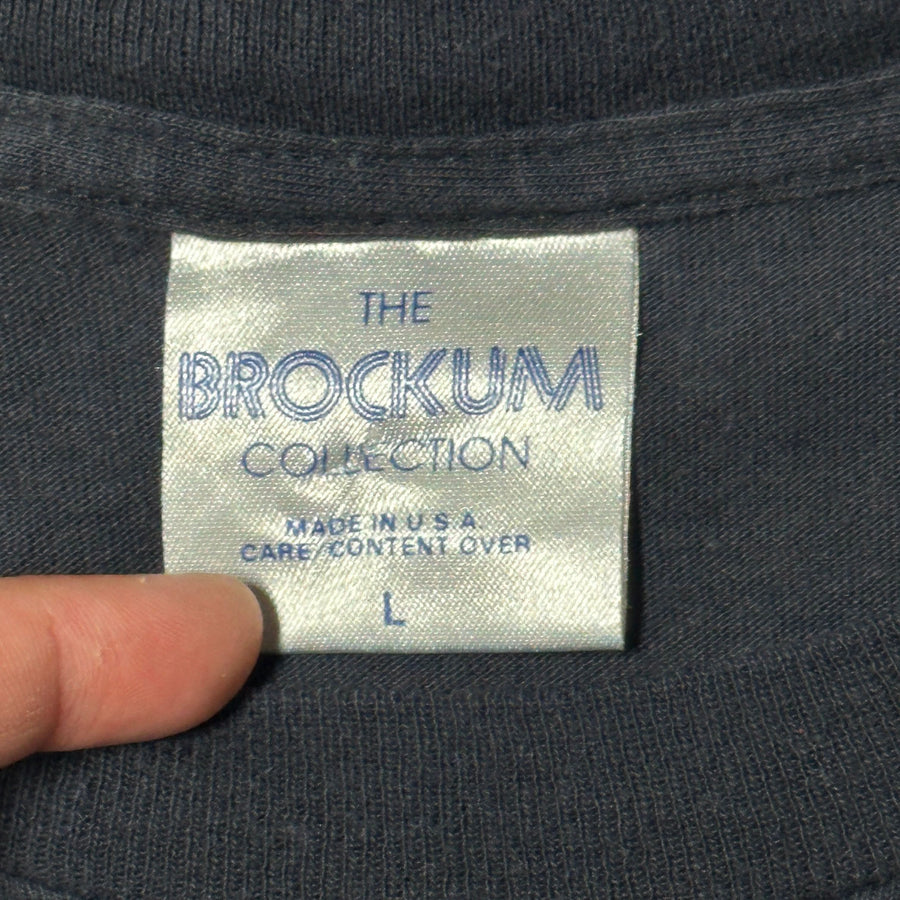 THE
BROCKUM
COLLECTION
MADE IN U S A
CARE/CONTENT OVER
L